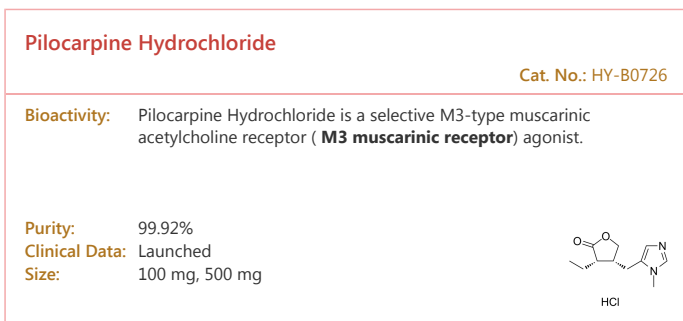 Pilocarpine Hydrochloride
Cat. No.: HY-B0726
Bioactivity: Pilocarpine Hydrochloride is a selective M3-type muscarinic
acetylcholine receptor ( M3 muscarinic receptor) agonist.
Purity: 99.92%
Clinical Data: Launched
Size: 100 mg, 500 mg
O
O
N
N
HCl